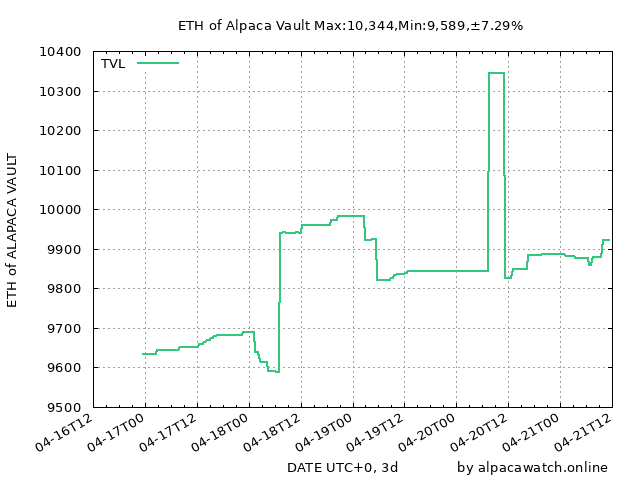 ETH of Alpaca Vault Max:10,344,Min:9,589,±7.29%
TVL
10400
10300
10200
10100
10000
9900
9800
9700
9600
9500
ETH of ALAPACA VAULT
04-16T12
04-17T00
04-17T12
04-18T00
04-18T12
04-19T00
04-19T12
04-20T00
04-20T12
04-21T00
04-21T12
DATE UTC+0, 3d
by alpacawatch.online